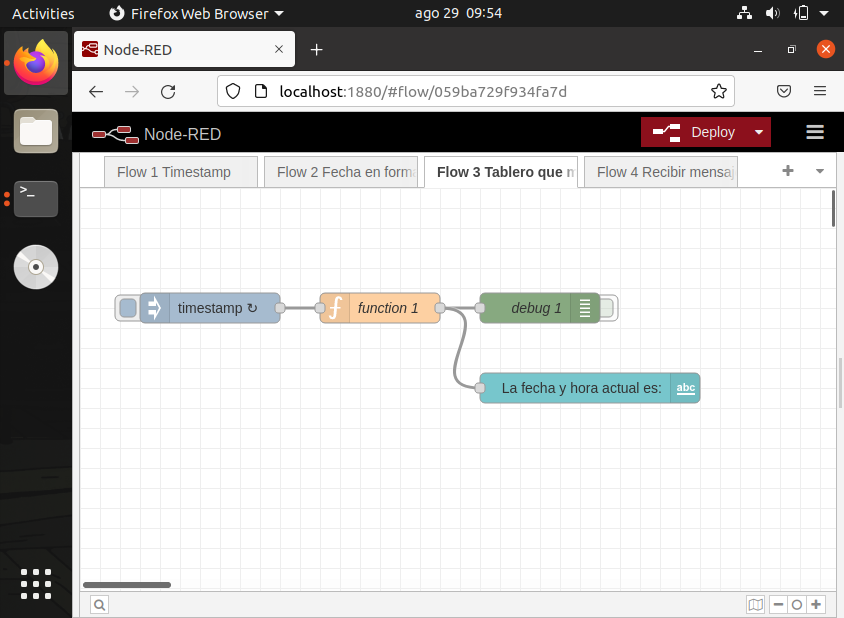 Activities Firefox Web Browser ago 29 09:54
Node-RED
localhost:1880/#flow/059ba729f934fa7d
Node-RED Deploy
Flow 1 Timestamp Flow 2 Fecha en forma Flow 3 Tablero que m Flow 4 Recibir mensaj
timestamp ↻ function 1 debug 1
La fecha y hora actual es: abc